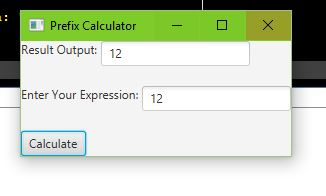 n:
Prefix Calculator
Result Output: 12
Enter Your Expression: 12
Calculate